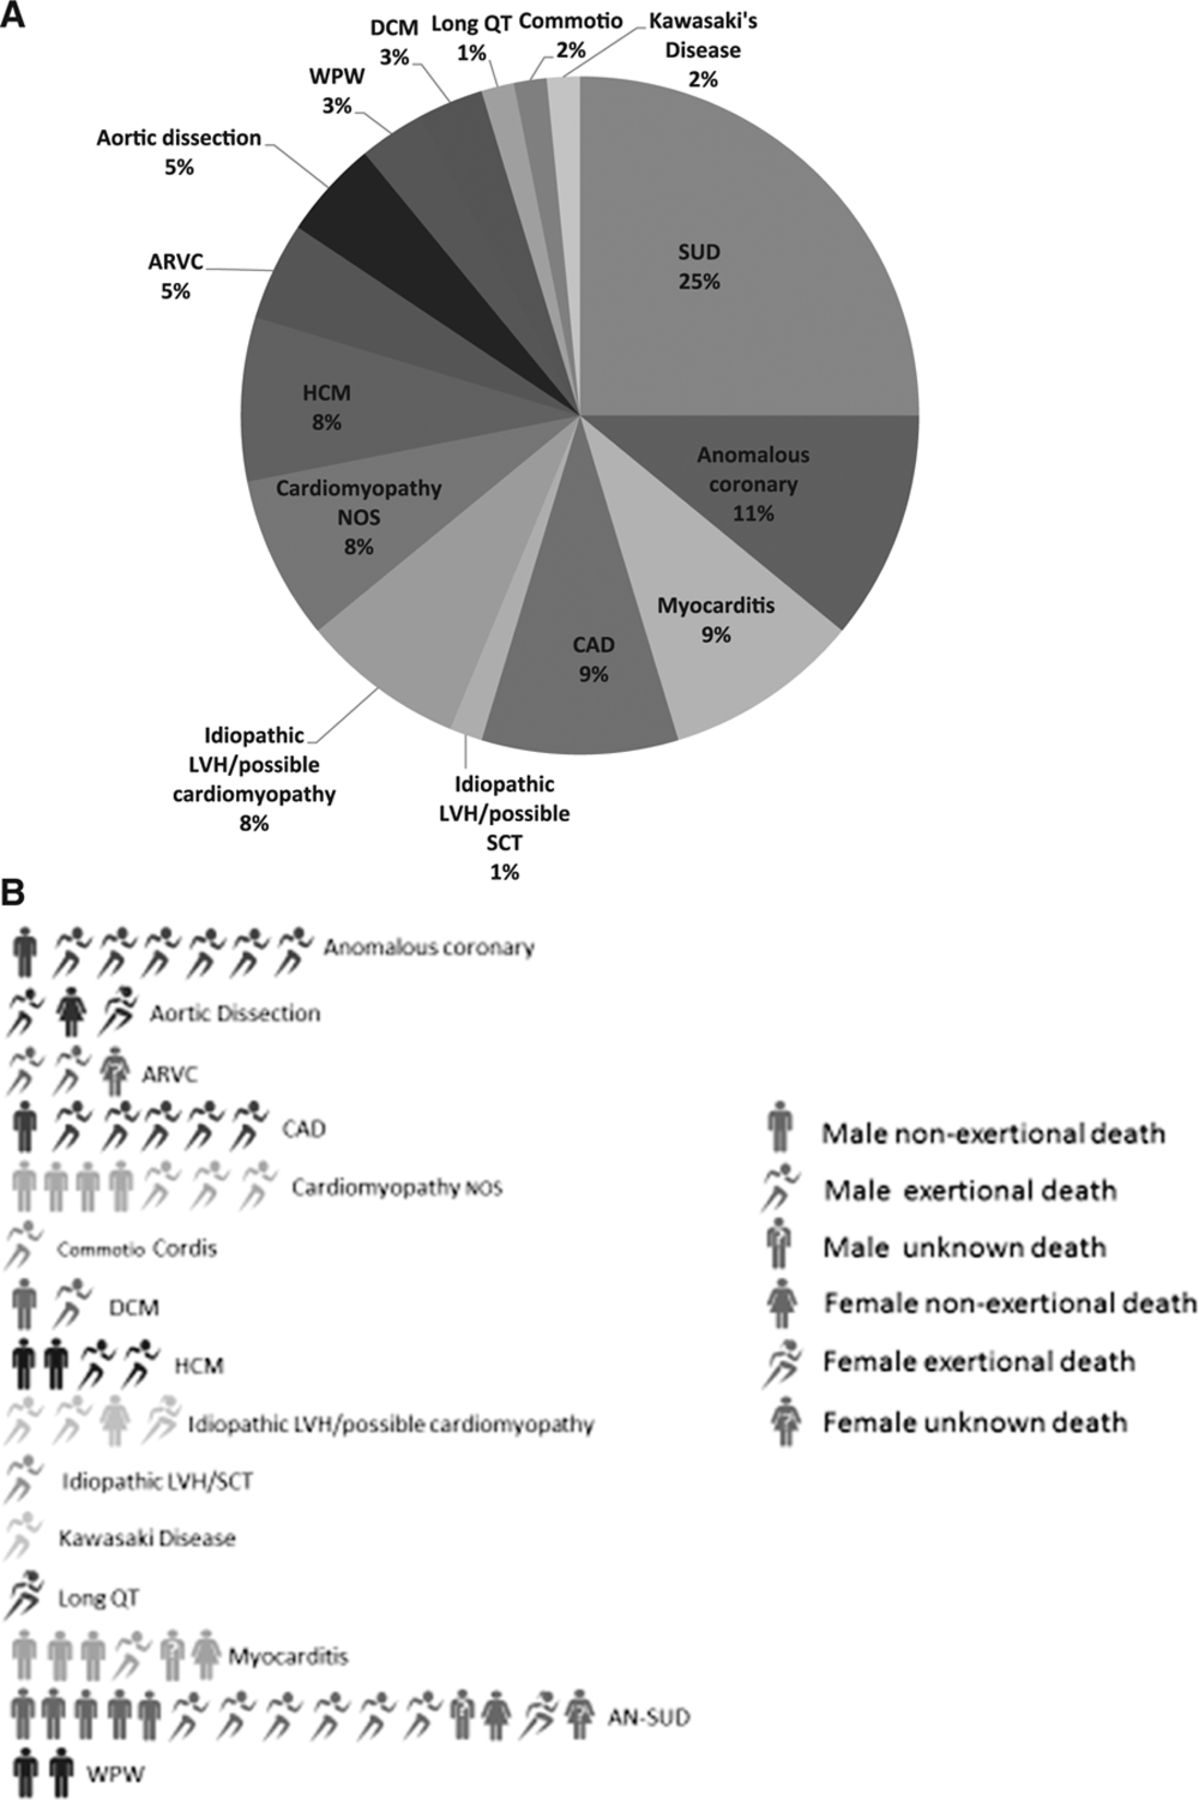 A
DCM
3%
Long QT
1%
Commotio
2%
Kawasaki's
Disease
2%
WPW
3%
Aortic dissection
5%
ARVC
5%
SUD
25%
HCM
8%
Anomalous
coronary
11%
Cardiomyopathy
NOS
8%
Myocarditis
9%
CAD
9%
Idiopathic
LVH/possible
cardiomyopathy
8%
Idiopathic
LVH/possible
SCT
1%
B
Anomalous coronary
Aortic Dissection
ARVC
CAD
Cardiomyopathy NOS
Commotio Cordis
DCM
HCM
Idiopathic LVH/possible cardiomyopathy
Idiopathic LVH/SCT
Kawasaki Disease
Long QT
Myocarditis
AN-SUD
WPW
Male non-exertional death
Male exertional death
Male unknown death
Female non-exertional death
Female exertional death
Female unknown death